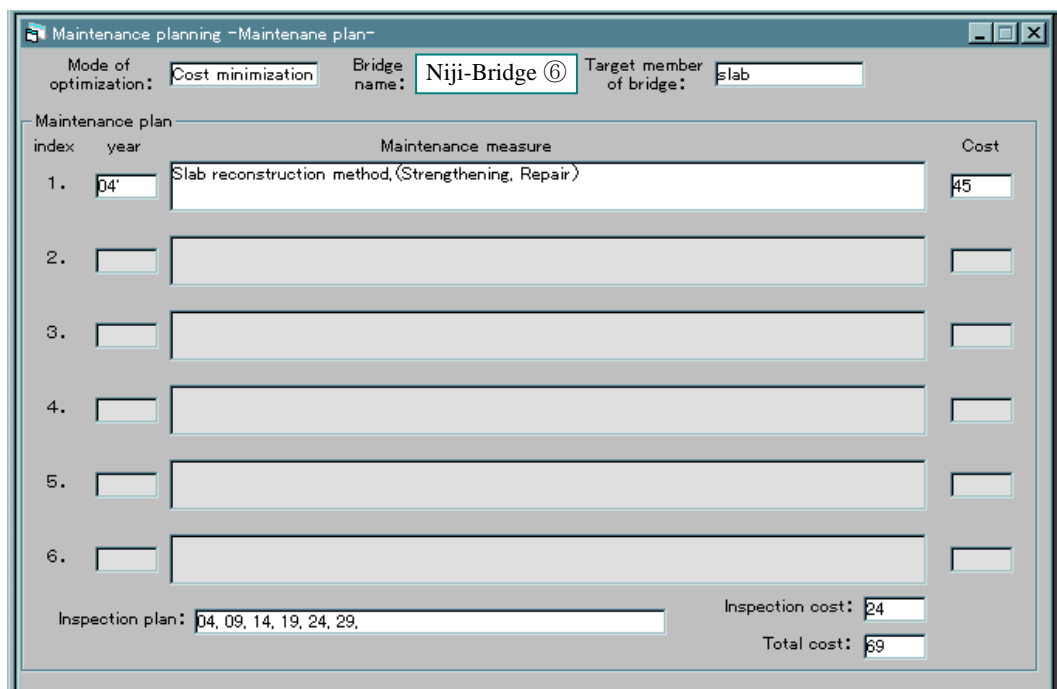 Maintenance planning -Maintenane plan-
Mode of optimization: Cost minimization Bridge name: Niji-Bridge ⑥ Target member of bridge: slab
Maintenance plan
index year Maintenance measure Cost
1. 04' Slab reconstruction method,(Strengthening, Repair) 45
2.
3.
4.
5.
6.
Inspection plan: 04, 09, 14, 19, 24, 29,
Inspection cost: 24
Total cost: 69